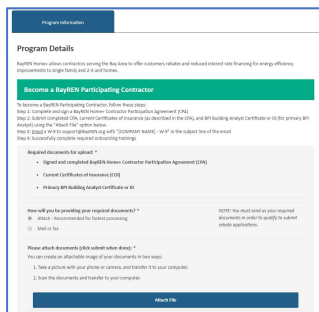 Program Information
Program Details
BayREN Home+ allows contractors serving the Bay Area to offer customers rebates and reduced interest rate financing for energy efficiency
improvements to single family and 2-4 unit homes.
Become a BayREN Participating Contractor
To become a BayREN Participating Contractor, follow these steps:
Step 1: Complete and sign a BayREN Home+ Contractor Participation Agreement (CPA)
Step 2: Submit completed CPA, current Certificates of Insurance (as described in the CPA), and BPI Building Analyst Certificate or ID (for primary BPI
Analyst) using the "Attach File" option below.
Step 3: Email a W-9 to support@BayREN.org with "[COMPANY NAME] - W-9" in the subject line of the email
Step 4: Successfully complete required onboarding trainings
Required documents for upload: *
• Signed and completed BayREN Home+ Contractor Participation Agreement (CPA)
• Current Certificates of Insurance (COI)
• Primary BPI Building Analyst Certificate or ID
How will you be providing your required documents? *
Attach - Recommended for fastest processing
Mail or fax
NOTE: You must send us your required
documents in order to qualify to submit
rebate applications.
Please attach documents (click submit when done): *
You can create an attachable image of your documents in two ways:
1. Take a picture with your phone or camera, and transfer it to your computer.
2. Scan the documents and transfer to your computer.
Attach File